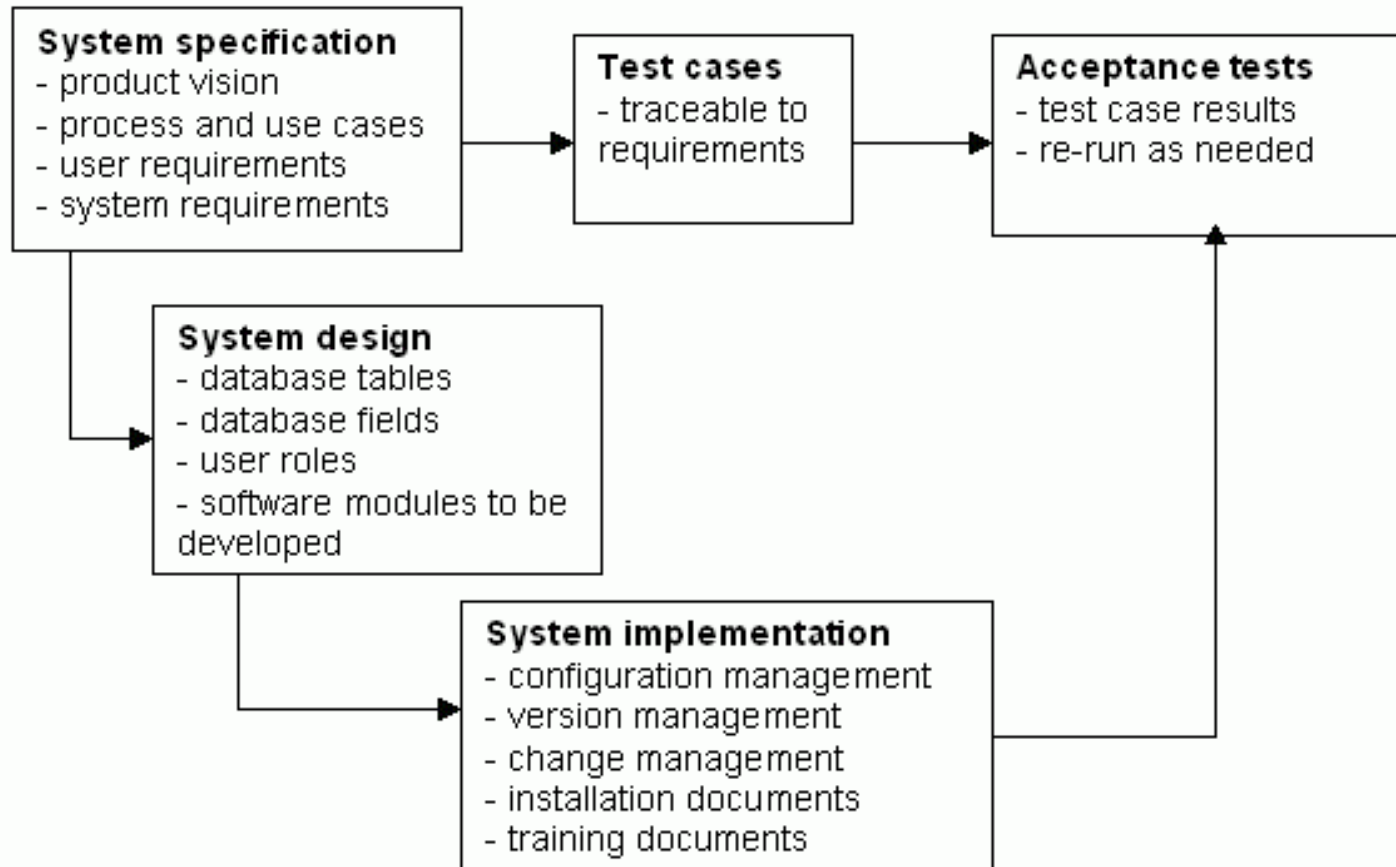 System specification
- product vision
- process and use cases
- user requirements
- system requirements
Test cases
- traceable to
requirements
Acceptance tests
- test case results
- re-run as needed
System design
- database tables
- database fields
- user roles
- software modules to be
developed
System implementation
- configuration management
- version management
- change management
- installation documents
- training documents